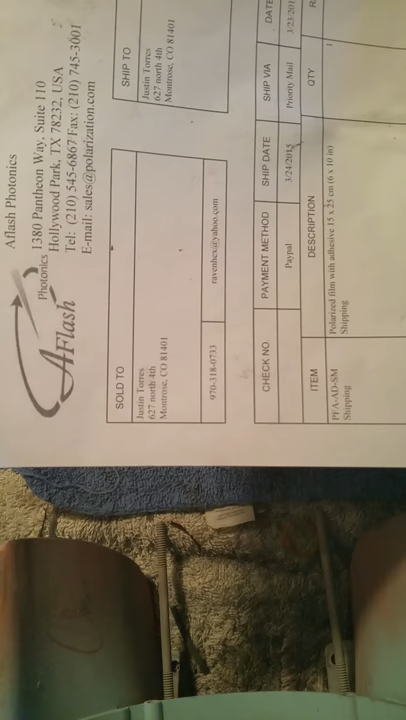 Aflash Photonics
1380 Pantheon Way, Suite 110
Hollywood Park, TX 78232, USA
Tel: (210) 545-6867 Fax: (210) 745-3001
E-mail: sales@polarization.com
AFlash
Photonics
SOLD TO
Justin Torres
627 north 4th
Montrose, CO 81401
970-318-0733 ravenhex@yahoo.com
SHIP TO
Justin Torres
627 north 4th
Montrose, CO 81401
CHECK NO. PAYMENT METHOD SHIP DATE SHIP VIA DATE
Paypal 3/24/2015 Priority Mail 3/23/201
ITEM DESCRIPTION QTY R
PFA-AD-SM Polarized film with adhesive 15 x 25 cm (6 x 10 in) 1
Shipping Shipping